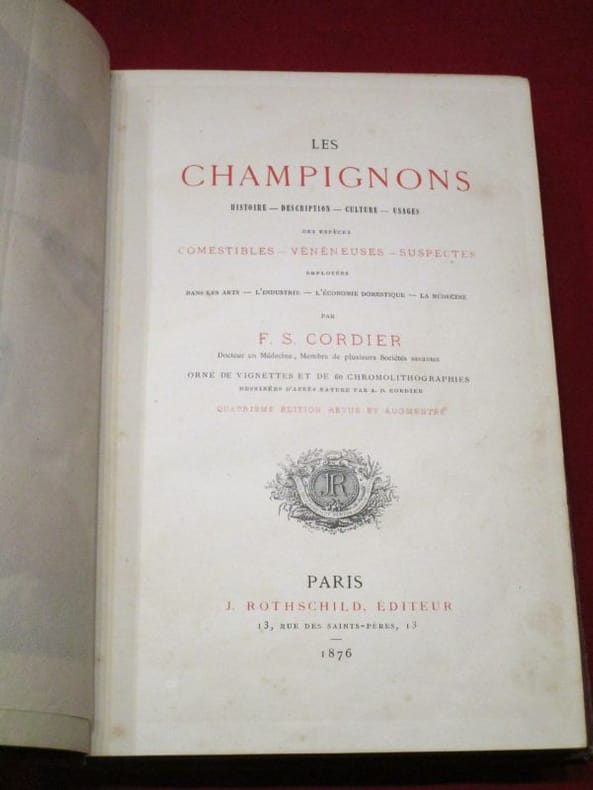 LES
CHAMPIGNONS
HISTOIRE — DESCRIPTION — CULTURE — USAGES
DES ESPÈCES
COMESTIBLES — VÉNÉNEUSES — SUSPECTES
EMPLOYÉES
DANS LES ARTS — L'INDUSTRIE — L'ÉCONOMIE DOMESTIQUE — LA MÉDECINE
PAR
F. S. CORDIER
Docteur en Médecine, Membre de plusieurs Sociétés savantes
ORNÉ DE VIGNETTES ET DE 60 CHROMOLITHOGRAPHIES
DESSINÉES D'APRÈS NATURE PAR A. D. CORDIER
QUATRIÈME ÉDITION REVUE ET AUGMENTÉE
JR
PARIS
J. ROTHSCHILD, ÉDITEUR
13, RUE DES SAINTS-PÈRES, 13
1876